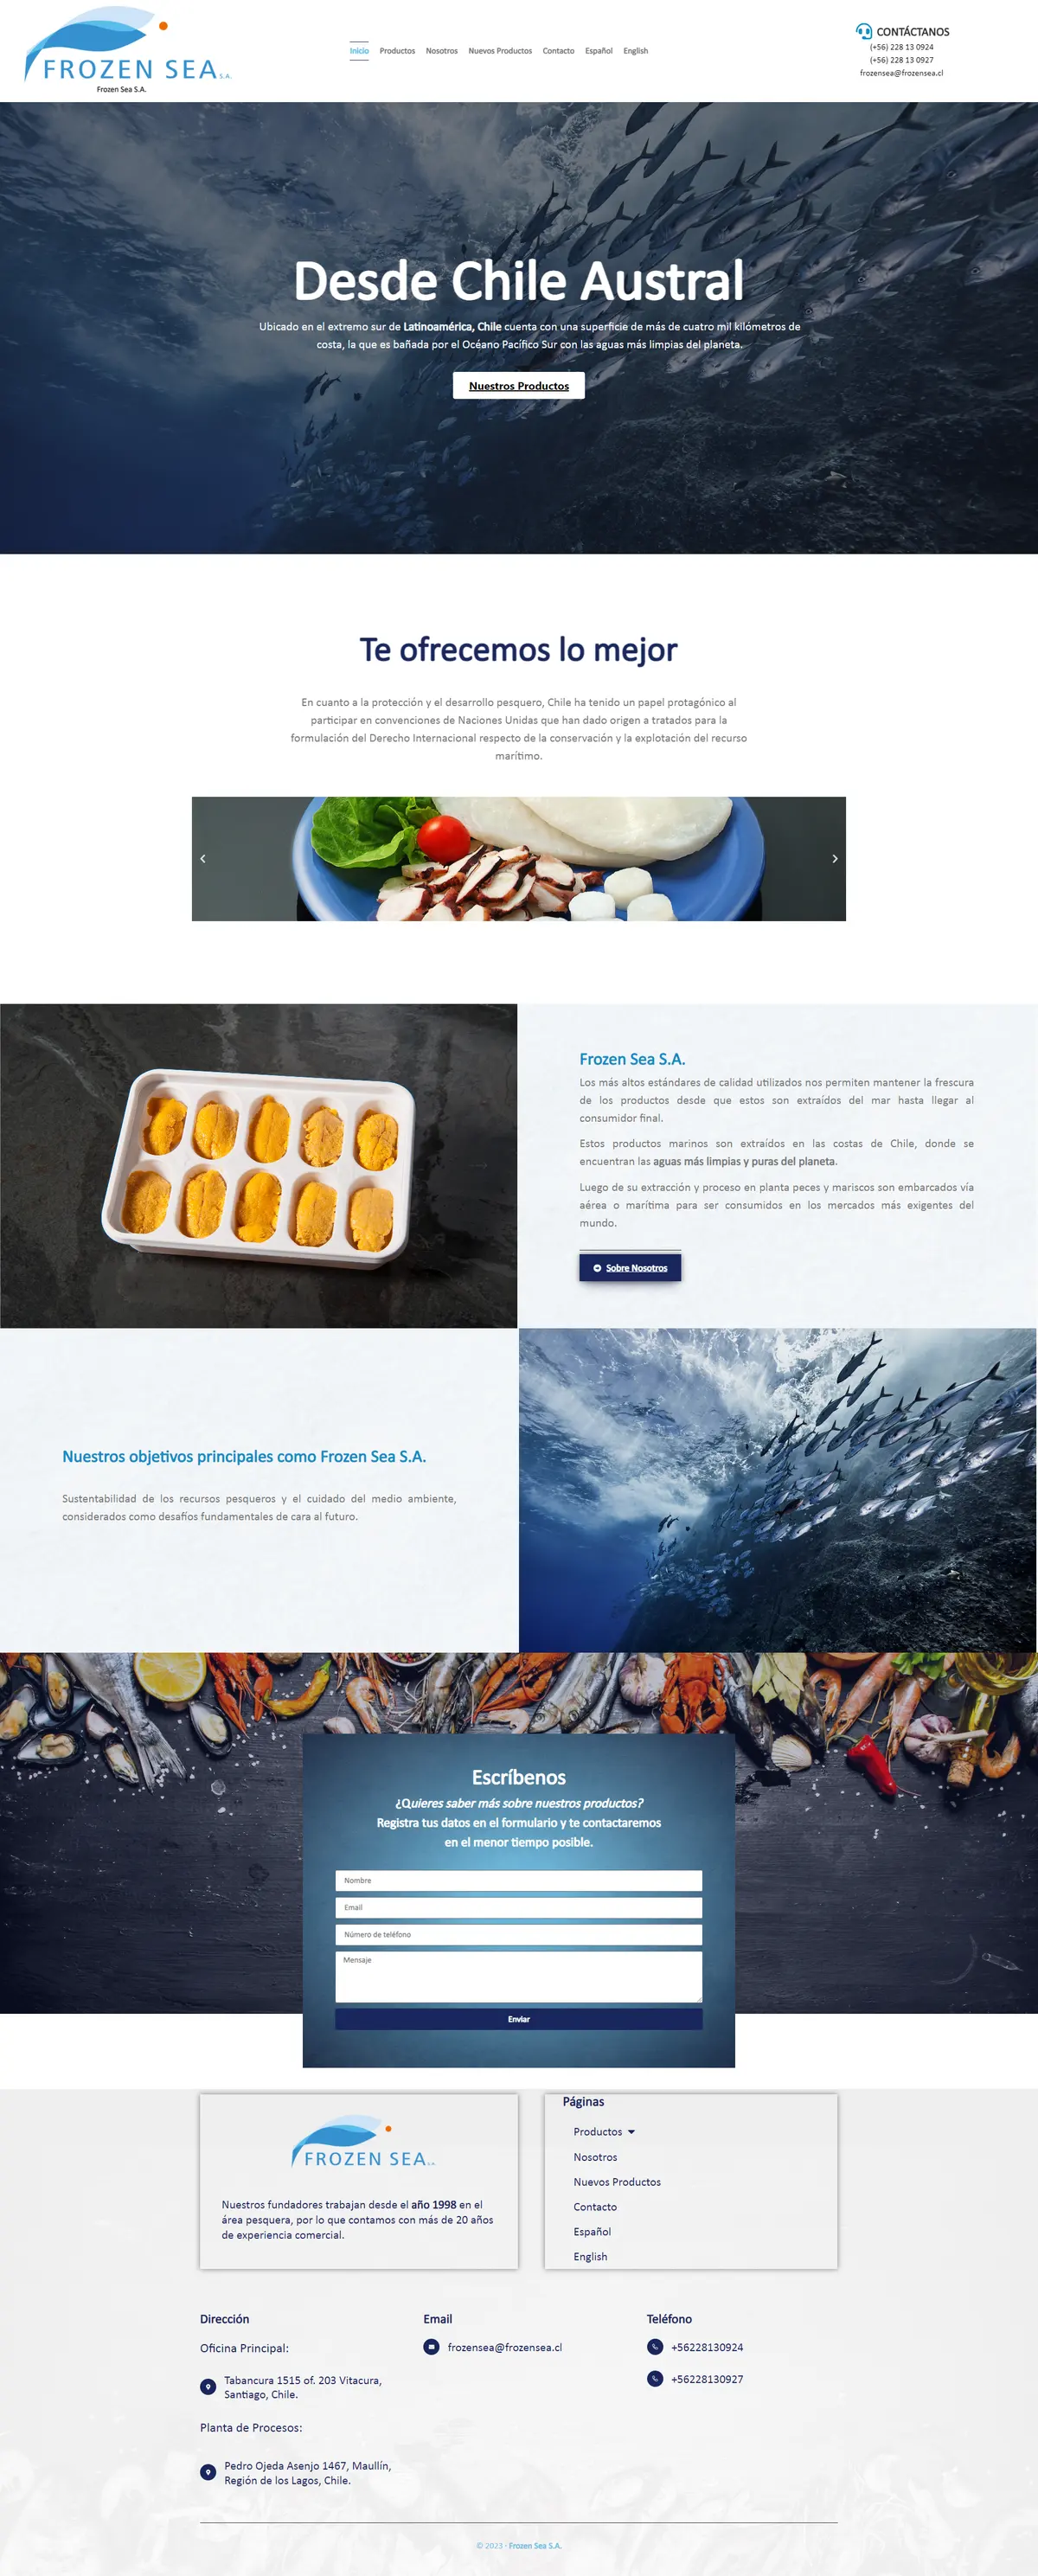 FROZEN SEA S.A.
Frozen Sea S.A.
Inicio
Productos
Nosotros
Nuevos Productos
Contacto
Español
English
CONTÁCTANOS
(+56) 228 13 0924
(+56) 228 13 0927
frozensea@frozensea.cl
Desde Chile Austral
Ubicado en el extremo sur de Latinoamérica, Chile cuenta con una superficie de más de cuatro mil kilómetros de
costa, la que es bañada por el Océano Pacífico Sur con las aguas más limpias del planeta.
Nuestros Productos
Te ofrecemos lo mejor
En cuanto a la protección y el desarrollo pesquero, Chile ha tenido un papel protagónico al
participar en convenciones de Naciones Unidas que han dado origen a tratados para la
formulación del Derecho Internacional respecto de la conservación y la explotación del recurso
marítimo.
Frozen Sea S.A.
Los más altos estándares de calidad utilizados nos permiten mantener la frescura
de los productos desde que estos son extraídos del mar hasta llegar al
consumidor final.
Estos productos marinos son extraídos en las costas de Chile, donde se
encuentran las aguas más limpias y puras del planeta.
Luego de su extracción y proceso en planta peces y mariscos son embarcados vía
aérea o marítima para ser consumidos en los mercados más exigentes del
mundo.
Sobre Nosotros
Nuestros objetivos principales como Frozen Sea S.A.
Sustentabilidad de los recursos pesqueros y el cuidado del medio ambiente,
considerados como desafíos fundamentales de cara al futuro.
Escríbenos
¿Quieres saber más sobre nuestros productos?
Registra tus datos en el formulario y te contactaremos
en el menor tiempo posible.
Nombre
Email
Número de teléfono
Mensaje
Enviar
FROZEN SEA
Nuestros fundadores trabajan desde el año 1998 en el
área pesquera, por lo que contamos con más de 20 años
de experiencia comercial.
Páginas
Productos
Nosotros
Nuevos Productos
Contacto
Español
English
Dirección
Oficina Principal:
Tabancura 1515 of. 203 Vitacura,
Santiago, Chile.
Planta de Procesos:
Pedro Ojeda Asenjo 1467, Maullín,
Región de los Lagos, Chile.
Email
frozensea@frozensea.cl
Teléfono
+56228130924
+56228130927
© 2023 - Frozen Sea S.A.